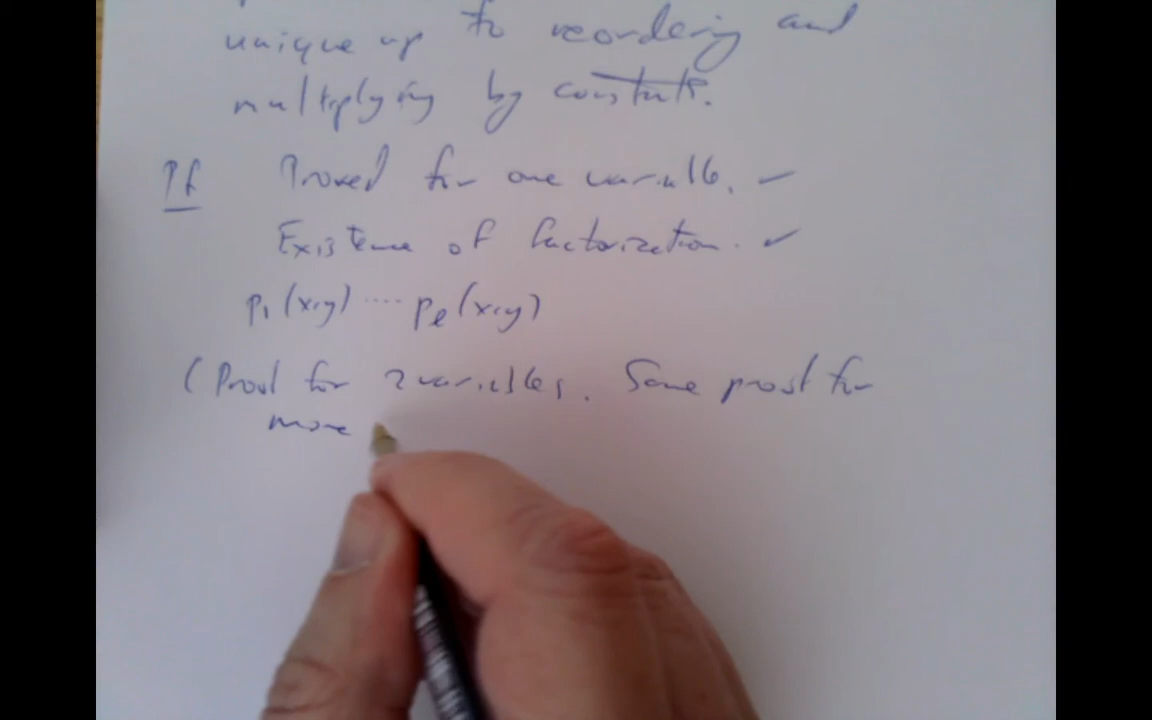 unique up to reordering and
multiplying by constants.
Pf Proved for one variable. ✓
Existence of factorization. ✓
p₁(x,y) ···· pₑ(x,y)
(Proof for 2 variables. Same proof for
more